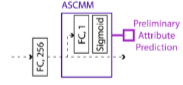 ASCMM
FC, 256
FC, 1
Sigmoid
Preliminary
Attribute
Prediction